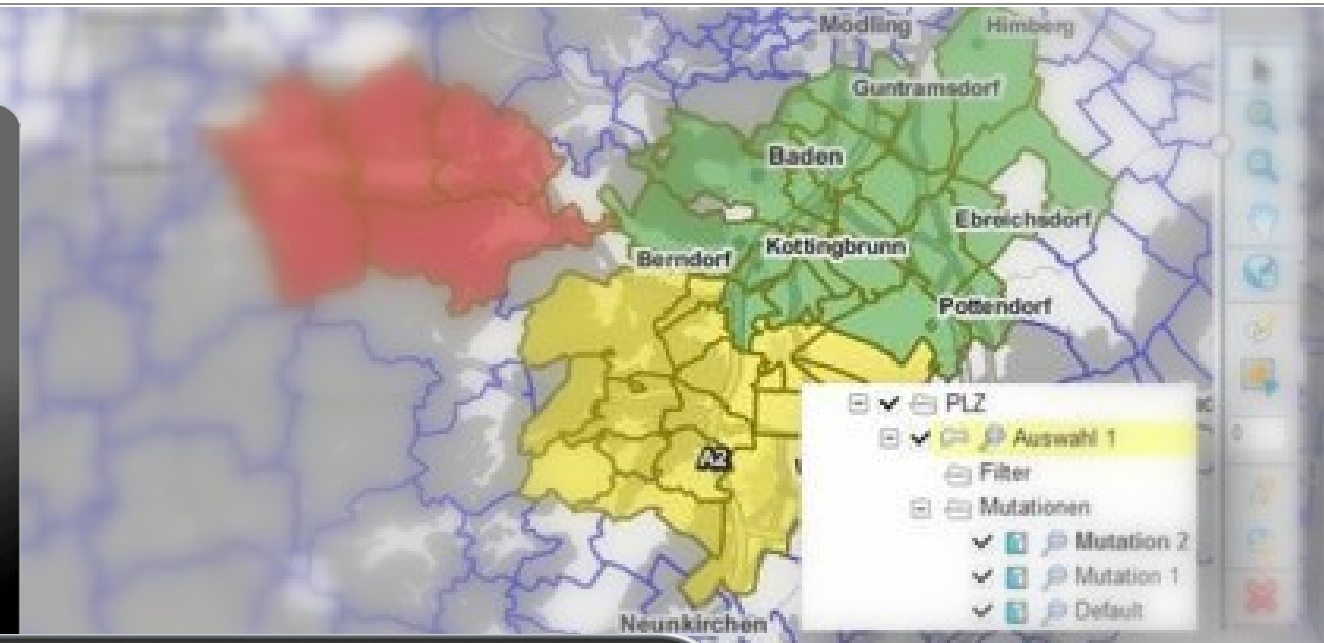 Mödling
Himberg
Guntramsdorf
Baden
Ebreichsdorf
Kottingbrunn
Berndorf
Pottendorf
PLZ
Auswahl 1
0
A2
Filter
Mutationen
Mutation 2
Mutation 1
Default
Neunkirchen